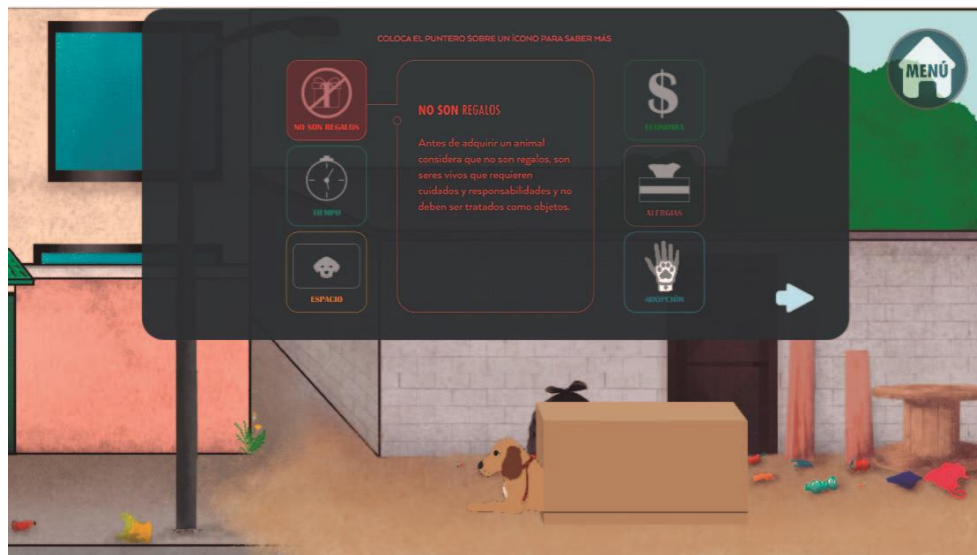 COLOCA EL PUNTERO SOBRE UN ÍCONO PARA SABER MÁS
MENÚ
NO SON REGALOS
TIEMPO
ESPACIO
NO SON REGALOS
Antes de adquirir un animal
considera que no son regalos, son
seres vivos que requieren
cuidados y responsabilidades y no
deben ser tratados como objetos.
$
ECONOMIA
ALERGIAS
ADOPCIÓN